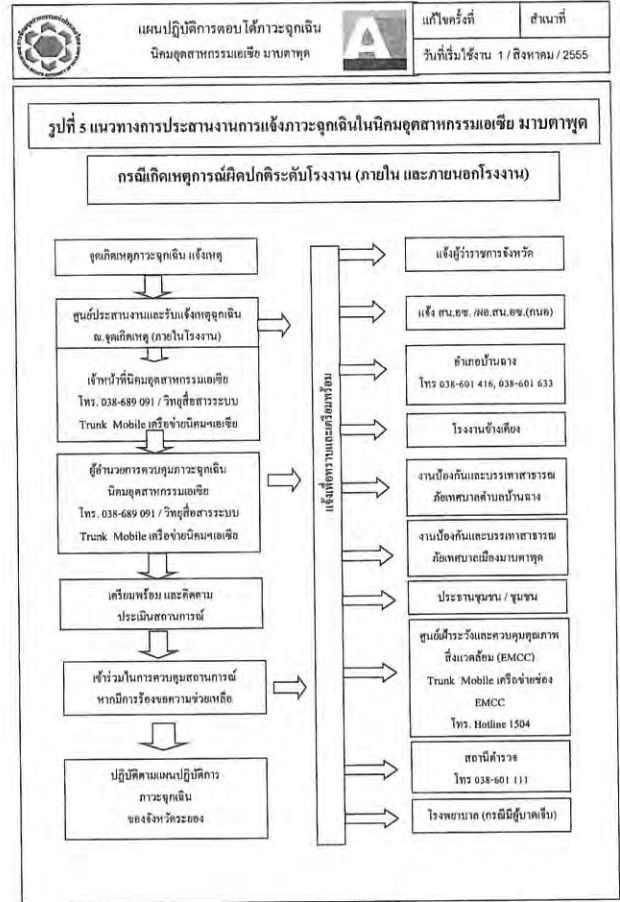 แผนปฏิบัติการตอบโต้ภาวะฉุกเฉิน
นิคมอุตสาหกรรมเอเซีย มาบตาพุด
แก้ไขครั้งที่
สำเนาที่
วันที่เริ่มใช้งาน 1 / สิงหาคม / 2555
รูปที่ 5 แนวทางการประสานงานการแจ้งภาวะฉุกเฉินในนิคมอุตสาหกรรมเอเซีย มาบตาพุด
กรณีเกิดเหตุการณ์ผิดปกติระดับโรงงาน (ภายใน และภายนอกโรงงาน)
จุดเกิดเหตุภาวะฉุกเฉิน แจ้งเหตุ
ศูนย์ประสานงานและรับแจ้งเหตุฉุกเฉิน
ณ.จุดเกิดเหตุ (ภายในโรงงาน)
เจ้าหน้าที่นิคมอุตสาหกรรมเอเซีย
โทร. 038-689 091 / วิทยุสื่อสารระบบ
Trunk Mobile เครือข่ายนิคมฯเอเซีย
ผู้อำนวยการควบคุมภาวะฉุกเฉิน
นิคมอุตสาหกรรมเอเซีย
โทร. 038-689 091 / วิทยุสื่อสารระบบ
Trunk Mobile เครือข่ายนิคมฯเอเซีย
เตรียมพร้อม และติดตาม
ประเมินสถานการณ์
เข้าร่วมในการควบคุมสถานการณ์
หากมีการร้องขอความช่วยเหลือ
ปฏิบัติตามแผนปฏิบัติการ
ภาวะฉุกเฉิน
ของจังหวัดระยอง
แจ้งเพื่อทราบและเตรียมพร้อม
แจ้งผู้ว่าราชการจังหวัด
แจ้ง สน.อซ. /ผอ.สน.อซ.(กนอ)
อำเภอบ้านฉาง
โทร 038-601 416, 038-601 633
โรงงานข้างเคียง
งานป้องกันและบรรเทาสาธารณ
ภัยเทศบาลตำบลบ้านฉาง
งานป้องกันและบรรเทาสาธารณ
ภัยเทศบาลเมืองมาบตาพุด
ประธานชุมชน / ชุมชน
ศูนย์เฝ้าระวังและควบคุมคุณภาพ
สิ่งแวดล้อม (EMCC)
Trunk Mobile เครือข่ายช่อง
EMCC
โทร. Hotline 1504
สถานีตำรวจ
โทร 038-601 111
โรงพยาบาล (กรณีมีผู้บาดเจ็บ)